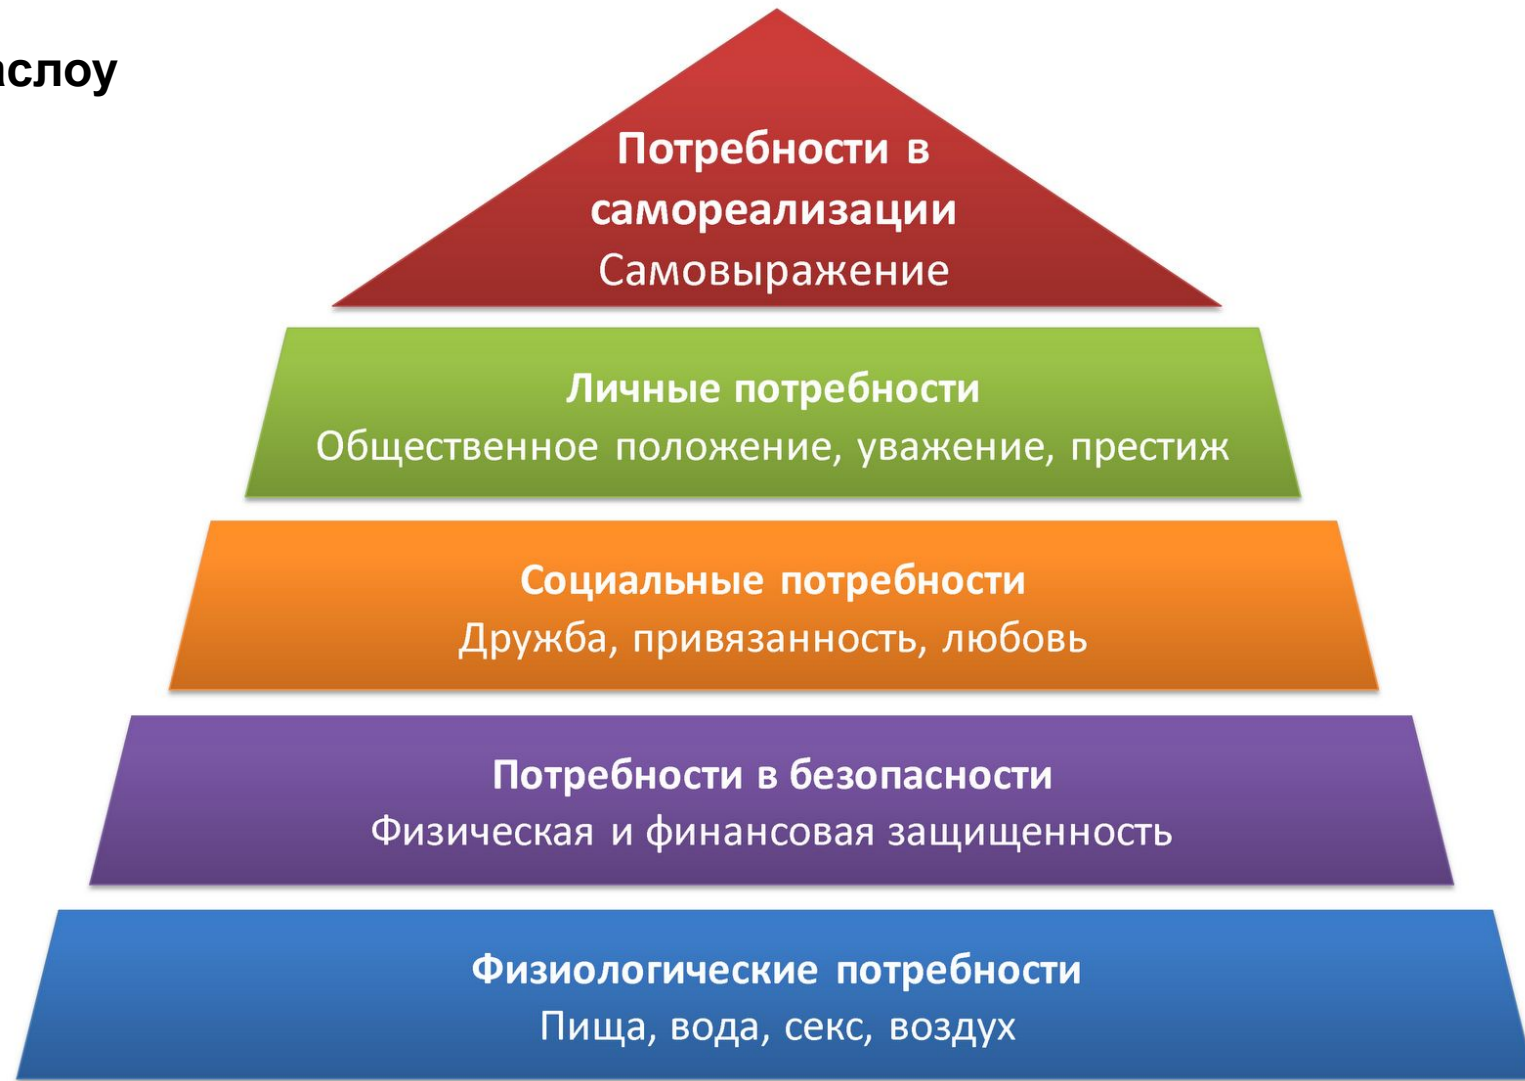 аслоу
Потребности в
самореализации
Самовыражение
Личные потребности
Общественное положение, уважение, престиж
Социальные потребности
Дружба, привязанность, любовь
Потребности в безопасности
Физическая и финансовая защищенность
Физиологические потребности
Пища, вода, секс, воздух